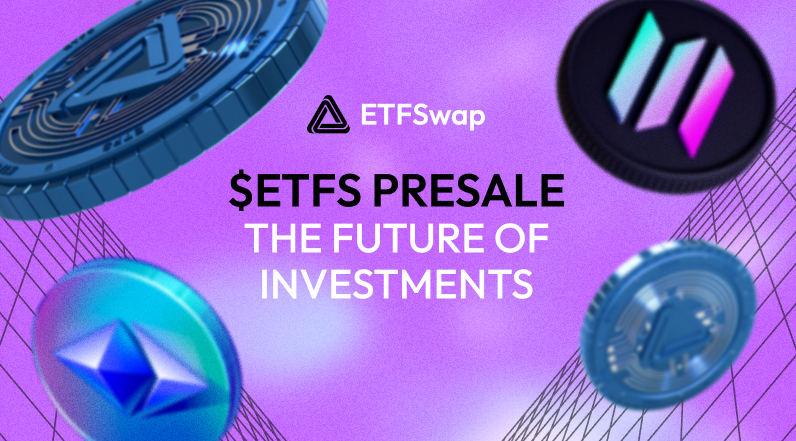 ETFSwap
$ETFS PRESALE
THE FUTURE OF
INVESTMENTS